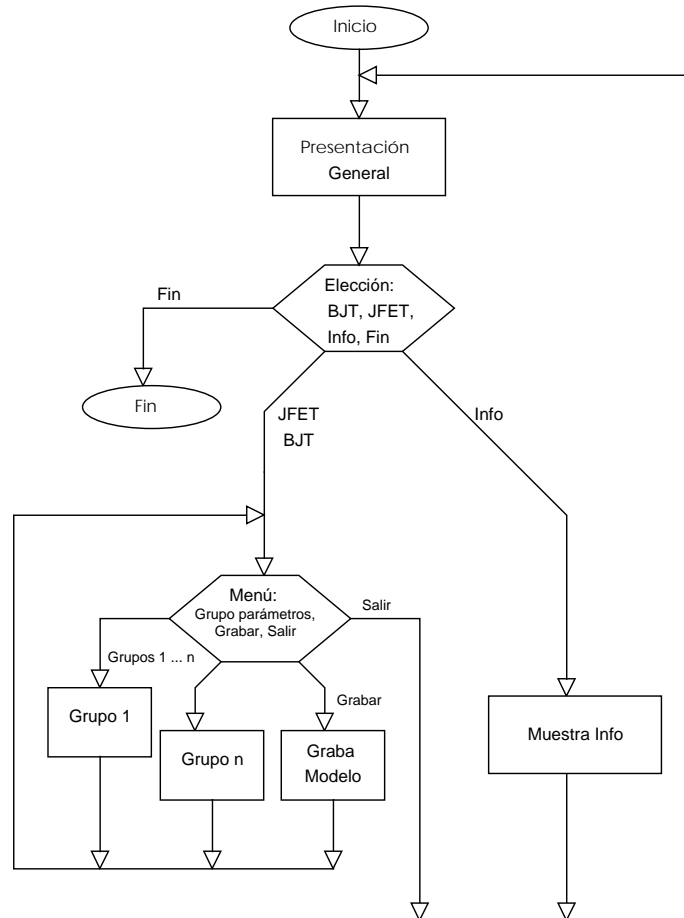 Inicio
Presentación
General
Elección:
BJT, JFET,
Info, Fin
Fin
Fin
JFET
BJT
Info
Menú:
Grupo parámetros,
Grabar, Salir
Salir
Grupos 1 ... n
Grabar
Grupo 1
Grupo n
Graba
Modelo
Muestra Info